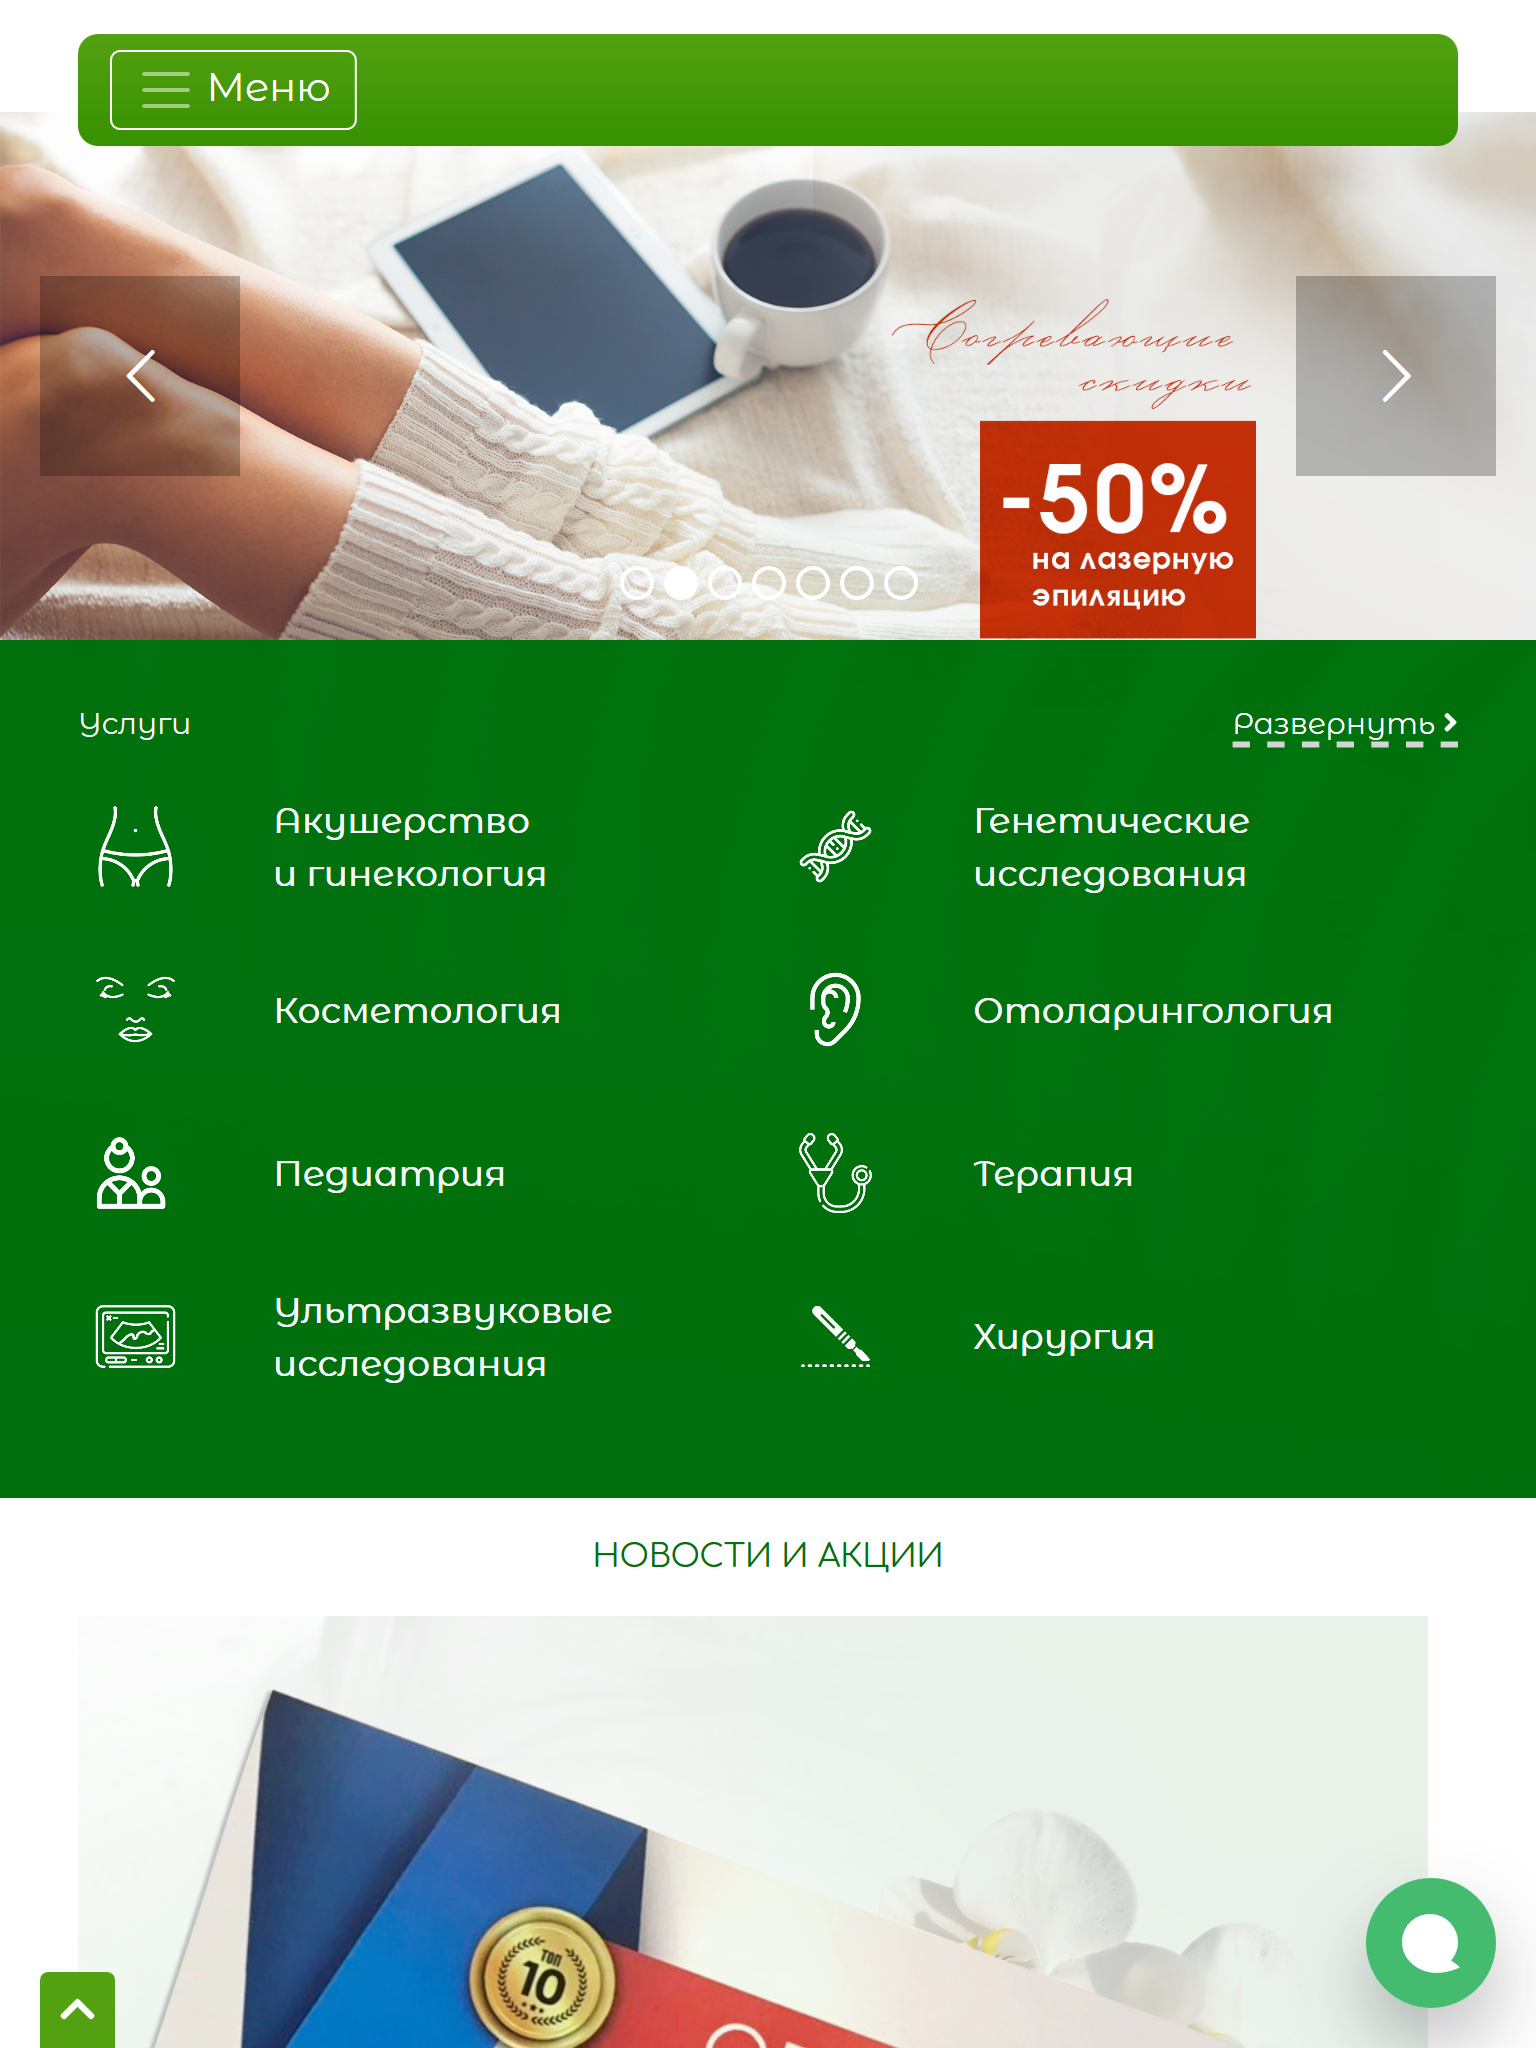 Меню
Согревающие
скидки
-50%
на лазерную
эпиляцию
Услуги
Развернуть
Акушерство
и гинекология
Генетические
исследования
Косметология
Отоларингология
Педиатрия
Терапия
Ультразвуковые
исследования
Хирургия
НОВОСТИ И АКЦИИ
ТОП
10